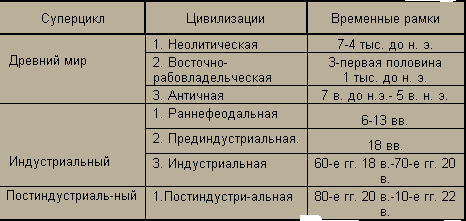 Суперцикл Цивилизации Временные рамки
Древний мир
1. Неолитическая 7-4 тыс. до н. э.
2. Восточно-рабовладельческая 3-первая половина 1 тыс. до н. э.
3. Античная 7 в. до н.э.- 5 в. н. э.
Индустриальный
1. Раннефеодальная 6-13 вв.
2. Прединдустриальная. 18 вв.
3. Индустриальная 60-е гг. 18 в.-70-е гг. 20 в.
Постиндустриаль-ный 1.Постиндустри-альная 80-е гг. 20 в.-10-е гг. 22 в.